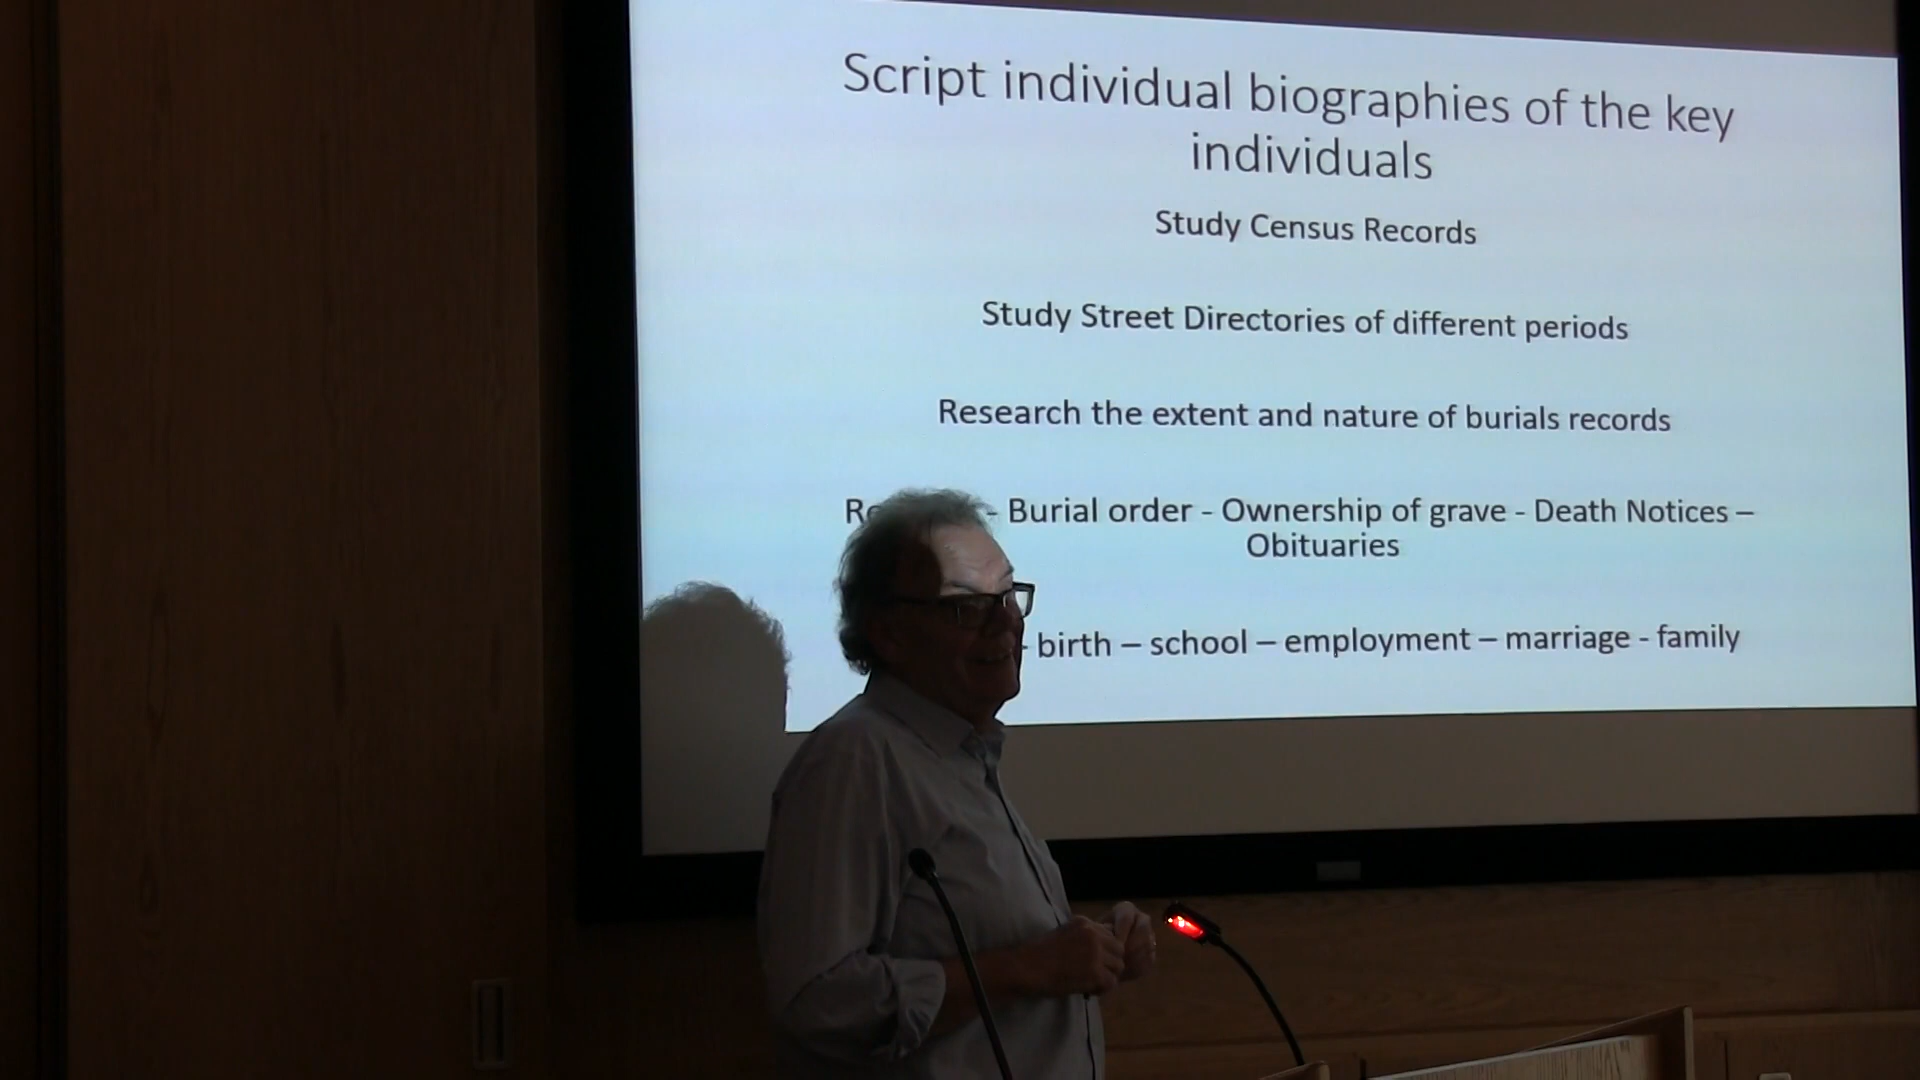 Script individual biographies of the key
individuals
Study Census Records
Study Street Directories of different periods
Research the extent and nature of burials records
- Burial order - Ownership of grave - Death Notices –
Obituaries
- birth – school – employment – marriage - family